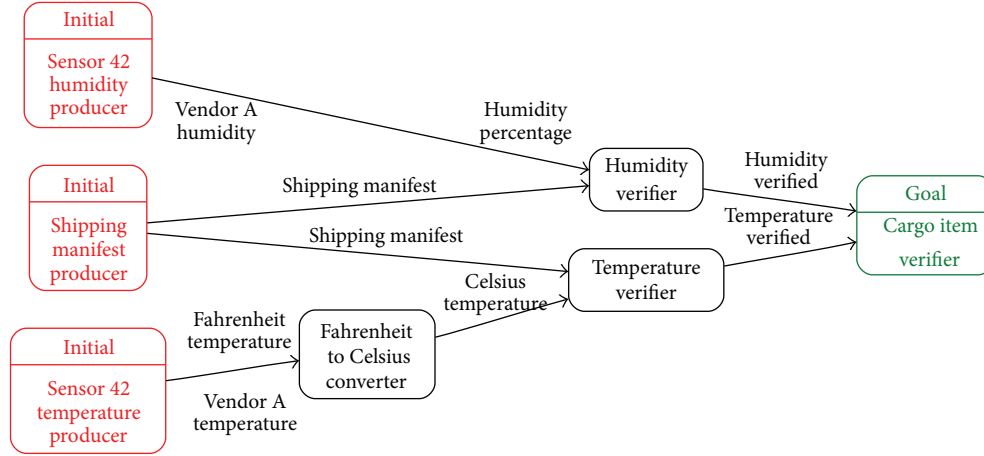 Initial
Sensor 42
humidity
producer
Vendor A
humidity
Humidity
percentage
Initial
Shipping
manifest
producer
Shipping manifest
Shipping manifest
Humidity
verifier
Humidity
verified
Temperature
verified
Goal
Cargo item
verifier
Temperature
verifier
Celsius
temperature
Initial
Sensor 42
temperature
producer
Fahrenheit
temperature
Vendor A
temperature
Fahrenheit
to Celsius
converter